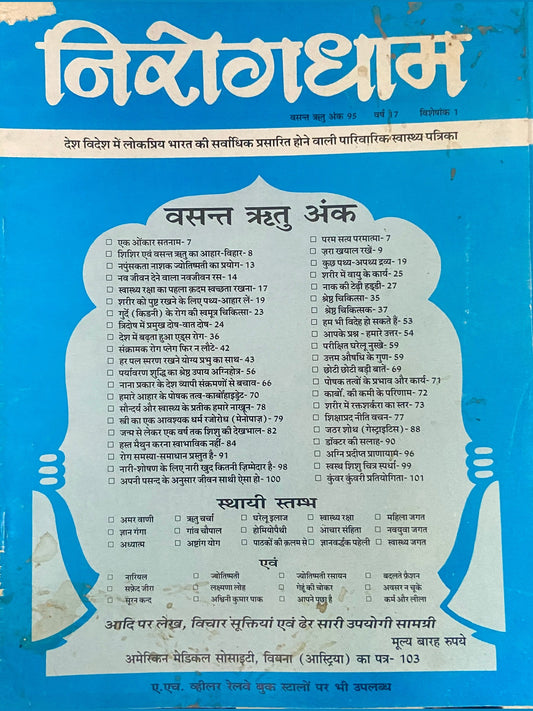 निरोगधाम
वसन्त ऋतु अंक 95 वर्ष 17 विशेषांक 1
देश विदेश में लोकप्रिय भारत की सर्वाधिक प्रसारित होने वाली पारिवारिक स्वास्थ्य पत्रिका
वसन्त ऋतु अंक
□ एक ओंकार सतनाम- 7
□ शिशिर एवं वसन्त ऋतु का आहार-विहार- 8
□ नपुंसकता नाशक ज्योतिष्मती का प्रयोग- 13
□ नव जीवन देने वाला नवजीवन रस- 14
□ स्वास्थ्य रक्षा का पहला क़दम स्वच्छता रखना- 17
□ शरीर को पुष्ट रखने के लिए पथ्य-आहार लें- 19
□ गुर्दे (किडनी) के रोग की स्वमूत्र चिकित्सा- 23
□ त्रिदोष में प्रमुख दोष-वात दोष- 24
□ देश में बढ़ता हुआ एड्स रोग- 36
□ संक्रामक रोग प्लेग फिर न लौटे- 42
□ हर पल स्मरण रखने योग्य प्रभु का साथ- 43
□ पर्यावरण शुद्धि का श्रेष्ठ उपाय अग्निहोत्र- 56
□ नाना प्रकार के देश व्यापी संक्रमणों से बचाव- 66
□ हमारे आहार के पोषक तत्व-कार्बोहाइड्रेट- 70
□ सौन्दर्य और स्वास्थ्य के प्रतीक हमारे नाखून- 78
□ स्त्री का एक आवश्यक धर्म रजोरोध (मेनोपाज़)- 79
□ जन्म से लेकर एक वर्ष तक शिशु की देखभाल- 82
□ हस्त मैथुन करना स्वाभाविक नहीं- 84
□ रोग समस्या-समाधान प्रस्तुत है- 91
□ नारी-शोषण के लिए नारी खुद कितनी ज़िम्मेदार है- 98
□ अपनी पसन्द के अनुसार जीवन साथी ऐसा हो- 100
□ परम सत्य परमात्मा- 7
□ ज़रा खयाल रखें- 9
□ कुछ पथ्य-अपथ्य द्रव्य- 19
□ शरीर में वायु के कार्य- 25
□ नाक की टेढ़ी हड्डी- 27
□ श्रेष्ठ चिकित्सा- 35
□ श्रेष्ठ चिकित्सक- 37
□ हम भी विदेह हो सकते हैं- 53
□ आपके प्रश्न - हमारे उत्तर- 54
□ परीक्षित घरेलू नुस्खे- 59
□ उत्तम औषधि के गुण- 59
□ छोटी छोटी बड़ी बातें- 69
□ पोषक तत्वों के प्रभाव और कार्य- 71
□ कार्बो. की कमी के परिणाम- 72
□ शरीर में रक्तशर्करा का स्तर- 73
□ शिक्षाप्रद नीति वचन- 77
□ जठर शोथ (गेस्ट्राइटिस)- 88
□ डॉक्टर की सलाह- 90
□ अग्नि प्रदीप्त प्राणायाम- 96
□ स्वस्थ शिशु चित्र स्पर्धा- 99
□ कुंवर कुंवरी प्रतियोगिता- 101
स्थायी स्तम्भ
□ अमर वाणी □ ऋतु चर्चा □ घरेलू इलाज □ स्वास्थ्य रक्षा □ महिला जगत
□ ज्ञान गंगा □ गांव चौपाल □ होमियोपैथी □ आचार संहिता □ नवयुवा जगत
□ अध्यात्म □ अष्टांग योग □ पाठकों की क़लम से □ ज्ञानवर्द्धक पहेली □ स्वास्थ्य जगत
एवं
□ नारियल □ ज्योतिष्मती □ ज्योतिष्मती रसायन □ बदलते फ़ैशन
□ सफ़ेद जीरा □ लक्ष्मणा लोह □ गेहूं की चोकर □ अवसर न चूकें
□ सूरन कन्द □ अश्विनी कुमार पाक □ आपने पूछा है □ कर्म और लीला
आदि पर लेख, विचार सूक्तियां एवं ढेर सारी उपयोगी सामग्री
मूल्य बारह रुपये
अमेरिकन मेडिकल सोसाइटी, विएना (आस्ट्रिया) का पत्र- 103
ए.एच. व्हीलर रेलवे बुक स्टालों पर भी उपलब्ध